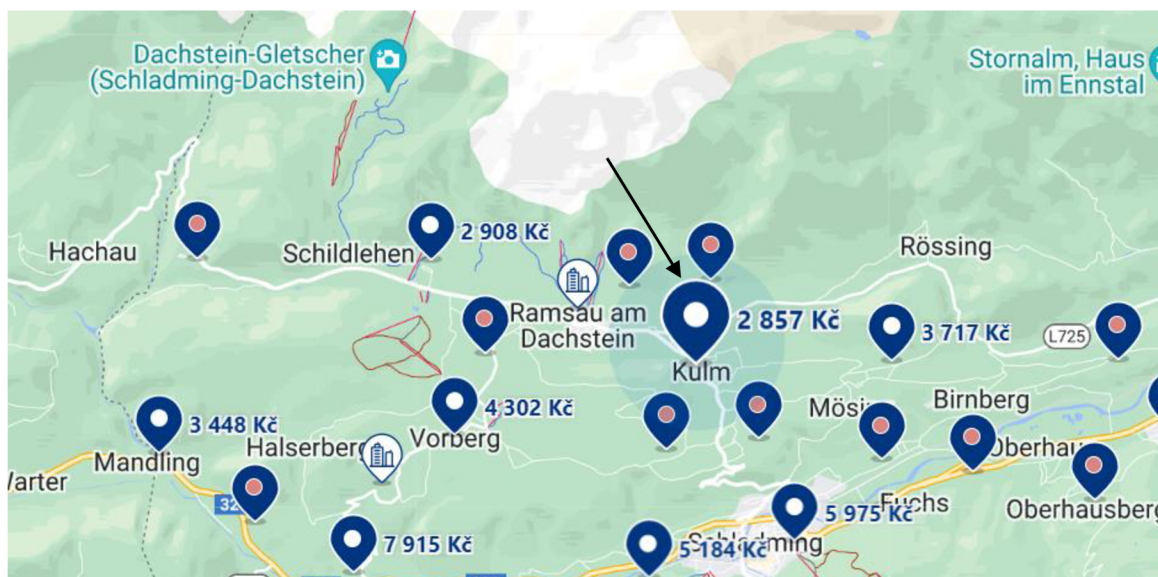 Dachstein-Gletscher
(Schladming-Dachstein)
Stornalm, Haus
im Ennstal
Hachau
Schildlehen
2 908 Kč
Rössing
Ramsau am
Dachstein
2 857 Kč
3 717 Kč
L725
Kulm
3 448 Kč
4 302 Kč
Birnberg
Halserberg
Vorberg
Mandling
Oberhau
Fuchs
Oberhausberg
5 975 Kč
7 915 Kč
5 184 Kč
Schladming